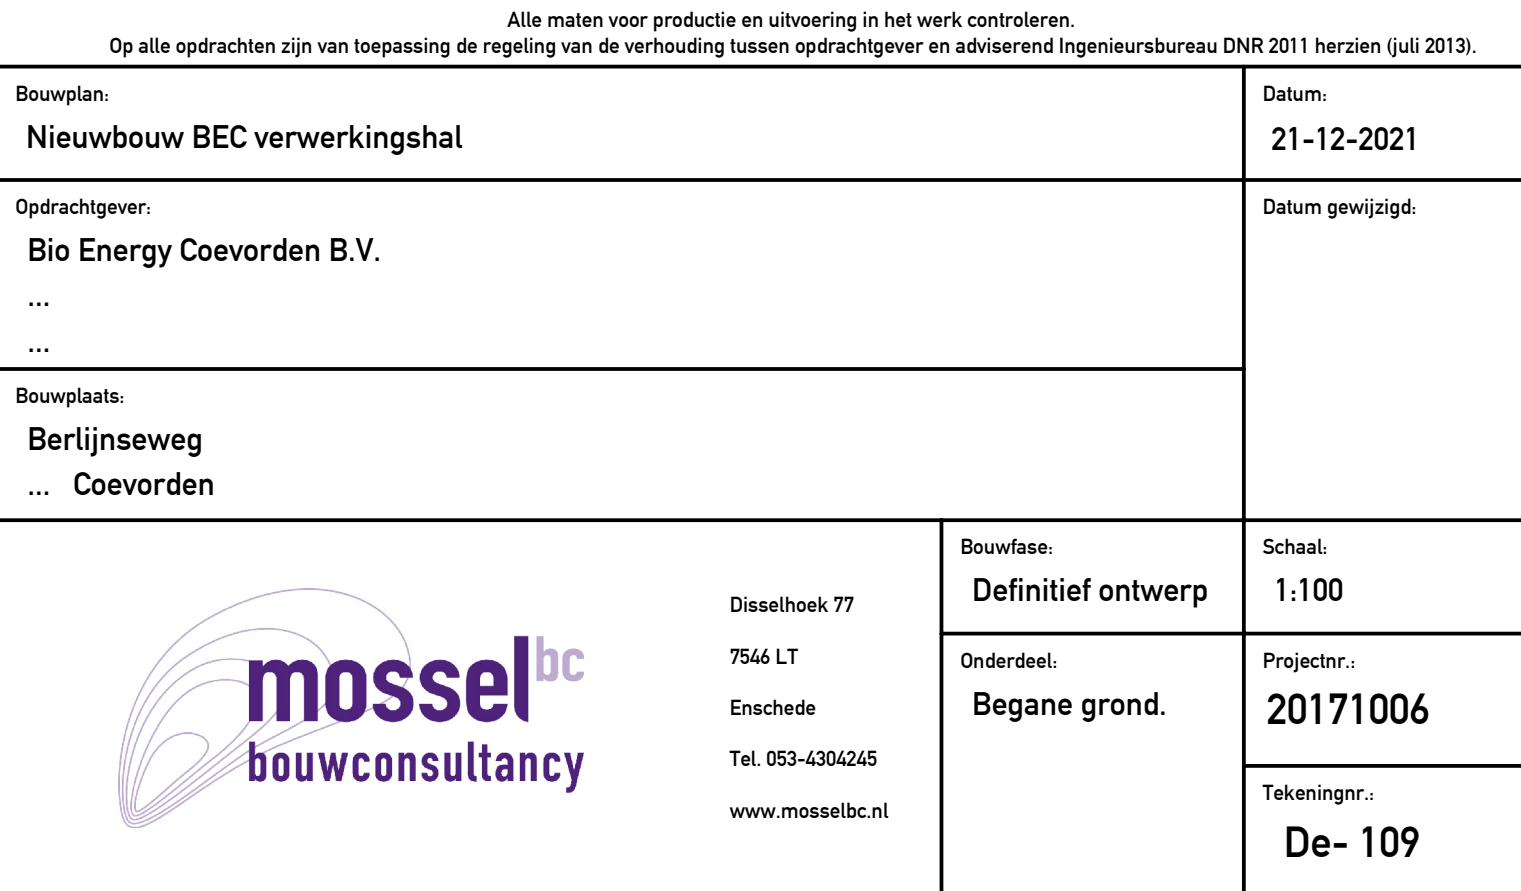 Alle maten voor productie en uitvoering in het werk controleren.
Op alle opdrachten zijn van toepassing de regeling van de verhouding tussen opdrachtgever en adviserend Ingenieursbureau DNR 2011 herzien (juli 2013).
Bouwplan:
Nieuwbouw BEC verwerkingshal
Datum:
21-12-2021
Opdrachtgever:
Bio Energy Coevorden B.V.
...
...
Datum gewijzigd:
Bouwplaats:
Berlijnseweg
... Coevorden
mossel bc
bouwconsultancy
Disselhoek 77
7546 LT
Enschede
Tel. 053-4304245
www.mosselbc.nl
Bouwfase:
Definitief ontwerp
Schaal:
1:100
Onderdeel:
Begane grond.
Projectnr.:
20171006
Tekeningnr.:
De- 109